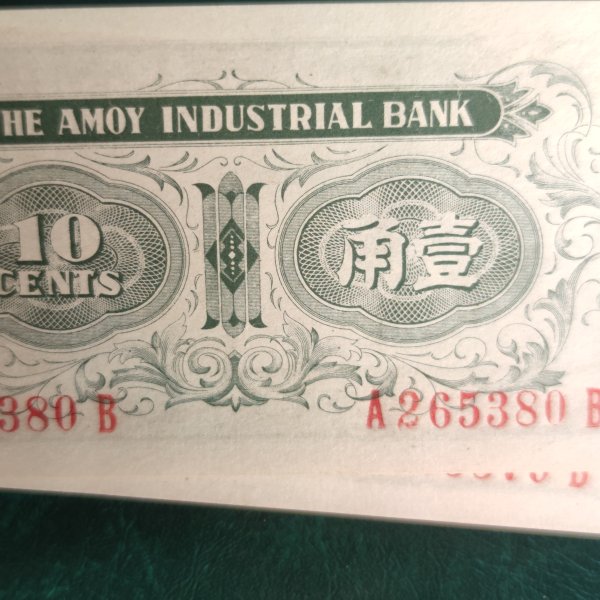 HE AMOY INDUSTRIAL BANK
10
CENTS
角壹
380 B
A265380 B